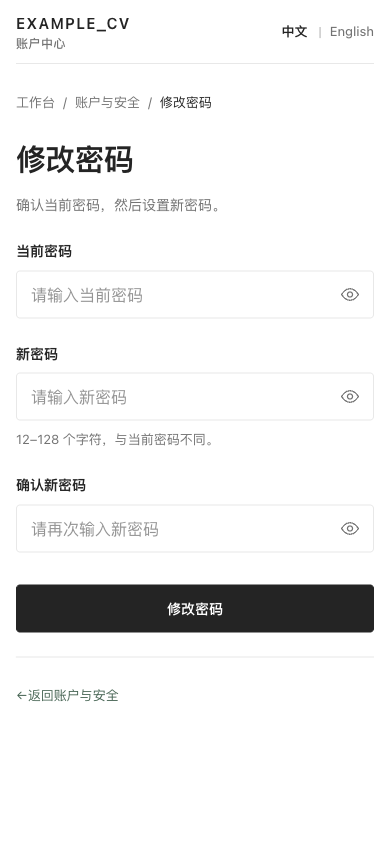 EXAMPLE_CV
账户中心
中文 | English
工作台 / 账户与安全 / 修改密码
修改密码
确认当前密码，然后设置新密码。
当前密码
请输入当前密码
新密码
请输入新密码
12–128 个字符，与当前密码不同。
确认新密码
请再次输入新密码
修改密码
←返回账户与安全